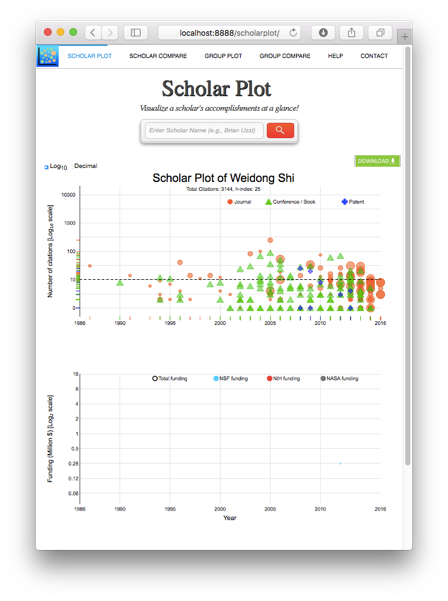 localhost:8888/scholarplot/
SCHOLAR PLOT SCHOLAR COMPARE GROUP PLOT GROUP COMPARE HELP CONTACT
Scholar Plot
Visualize a scholar's accomplishments at a glance!
Enter Scholar Name (e.g., Brian Uzzi)
Log10 Decimal
DOWNLOAD
Scholar Plot of Weidong Shi
Total Citations: 3144, h-index: 25
Journal Conference / Book Patent
Number of citations [Log10 scale]
10000
1000
100
10
0
1986 1990 1995 2000 2005 2010 2016
Total funding NSF funding NIH funding NASA funding
Funding (Million $) [Log2 scale]
16
8
4
2
1
0.5
0.25
0.12
0.06
1986 1990 1995 2000 2005 2010 2016
Year